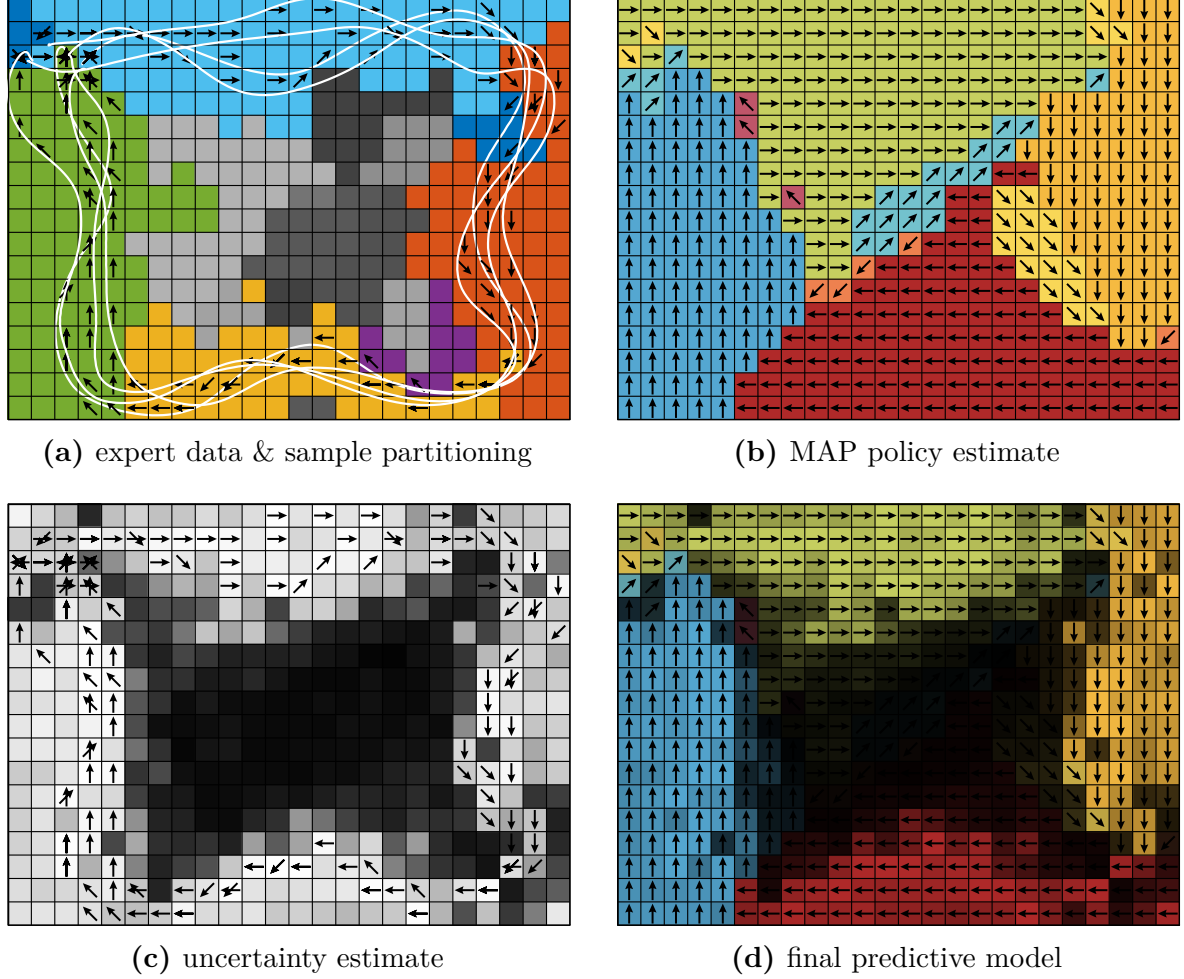 (a) expert data & sample partitioning
(b) MAP policy estimate
(c) uncertainty estimate
(d) final predictive model